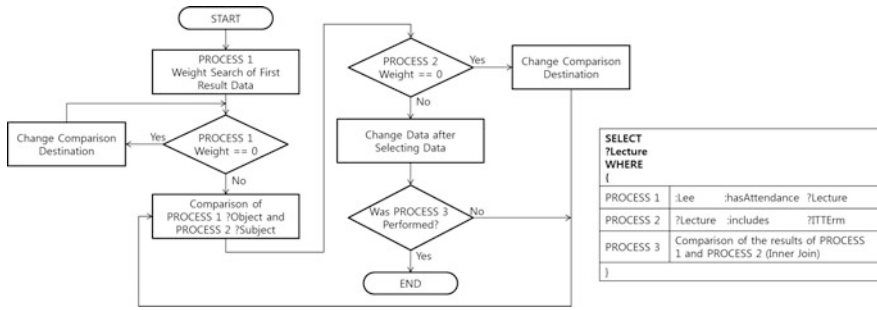 START
PROCESS 1
Weight Search of First
Result Data
Change Comparison
Destination
Yes
PROCESS 1
Weight == 0
No
Comparison of
PROCESS 1 ?Object and
PROCESS 2 ?Subject
PROCESS 2
Weight == 0
Yes
Change Comparison
Destination
No
Change Data after
Selecting Data
Was PROCESS 3
Performed?
No
Yes
END
SELECT
?Lecture
WHERE
{
PROCESS 1 :Lee :hasAttendance ?Lecture
PROCESS 2 ?Lecture :includes ?ITTErm
PROCESS 3 Comparison of the results of PROCESS
1 and PROCESS 2 (Inner Join)
}